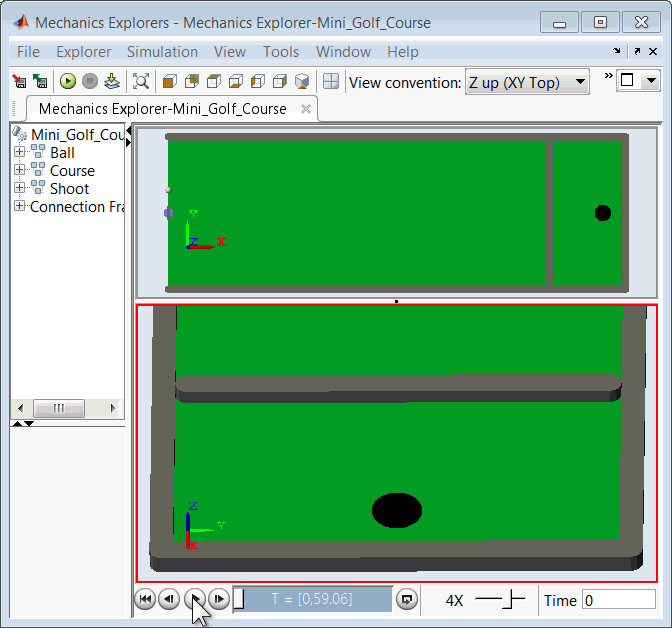 Mechanics Explorers - Mechanics Explorer-Mini_Golf_Course
File Explorer Simulation View Tools Window Help
View convention: Z up (XY Top) »
Mechanics Explorer-Mini_Golf_Course
Mini_Golf_Cou
Ball
Course
Shoot
Connection Fra
Y
Z X
Z
Y
X
T = [0,59.06] 4X Time 0